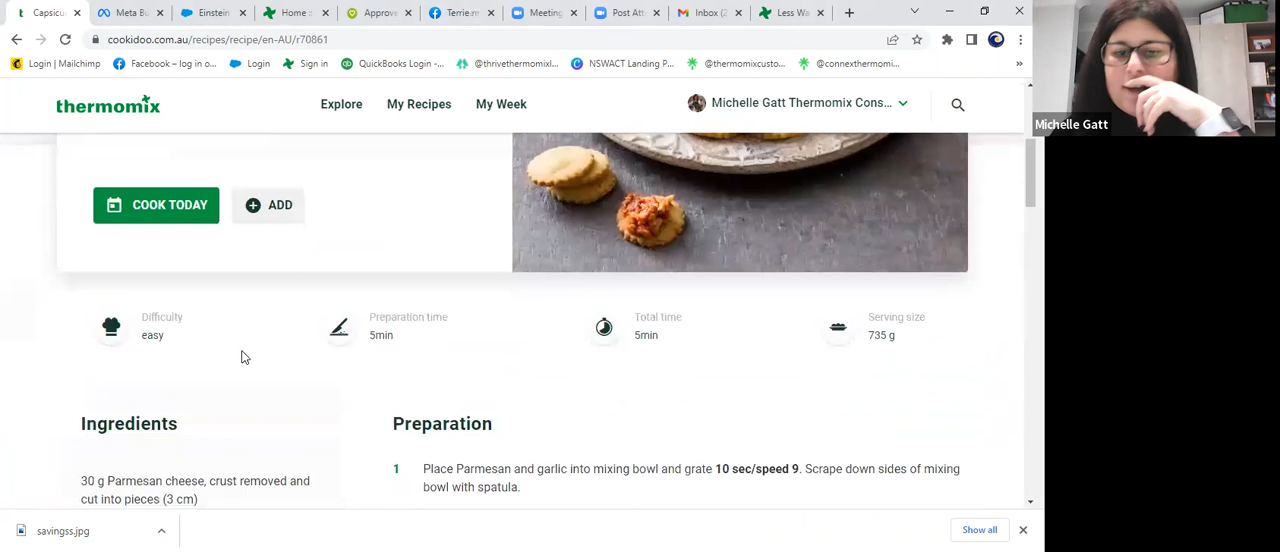 Capsicu
Meta Bu
Einstein
Home :
Approve
Terrie.m
Meeting
Post Att
Inbox (2
Less Wa
cookidoo.com.au/recipes/recipe/en-AU/r70861
Login | Mailchimp
Facebook – log in o...
Login
Sign in
QuickBooks Login -...
@thrivethermomixl...
NSWACT Landing P...
@thermomixcusto...
@connexthermomi...
»
Michelle Gatt
thermomix
Explore
My Recipes
My Week
Michelle Gatt Thermomix Cons...
COOK TODAY
ADD
Difficulty
easy
Preparation time
5min
Total time
5min
Serving size
735 g
Ingredients
30 g Parmesan cheese, crust removed and
cut into pieces (3 cm)
Preparation
1 Place Parmesan and garlic into mixing bowl and grate 10 sec/speed 9. Scrape down sides of mixing
bowl with spatula.
savingss.jpg
Show all